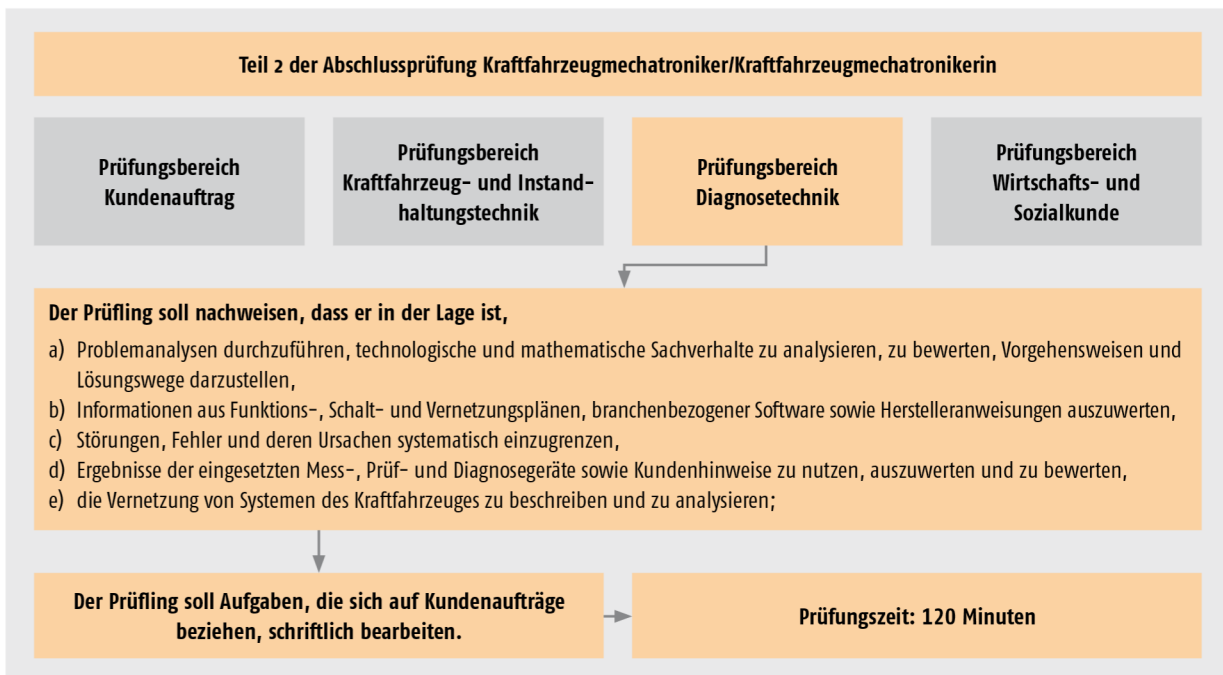 Teil 2 der Abschlussprüfung Kraftfahrzeugmechatroniker/Kraftfahrzeugmechatronikerin
Prüfungsbereich
Kundenauftrag
Prüfungsbereich
Kraftfahrzeug- und Instand-
haltungstechnik
Prüfungsbereich
Diagnosetechnik
Prüfungsbereich
Wirtschafts- und
Sozialkunde
Der Prüfling soll nachweisen, dass er in der Lage ist,
a) Problemanalysen durchzuführen, technologische und mathematische Sachverhalte zu analysieren, zu bewerten, Vorgehensweisen und
Lösungswege darzustellen,
b) Informationen aus Funktions-, Schalt- und Vernetzungsplänen, branchenbezogener Software sowie Herstelleranweisungen auszuwerten,
c) Störungen, Fehler und deren Ursachen systematisch einzugrenzen,
d) Ergebnisse der eingesetzten Mess-, Prüf- und Diagnosegeräte sowie Kundenhinweise zu nutzen, auszuwerten und zu bewerten,
e) die Vernetzung von Systemen des Kraftfahrzeuges zu beschreiben und zu analysieren;
Der Prüfling soll Aufgaben, die sich auf Kundenaufträge
beziehen, schriftlich bearbeiten.
Prüfungszeit: 120 Minuten